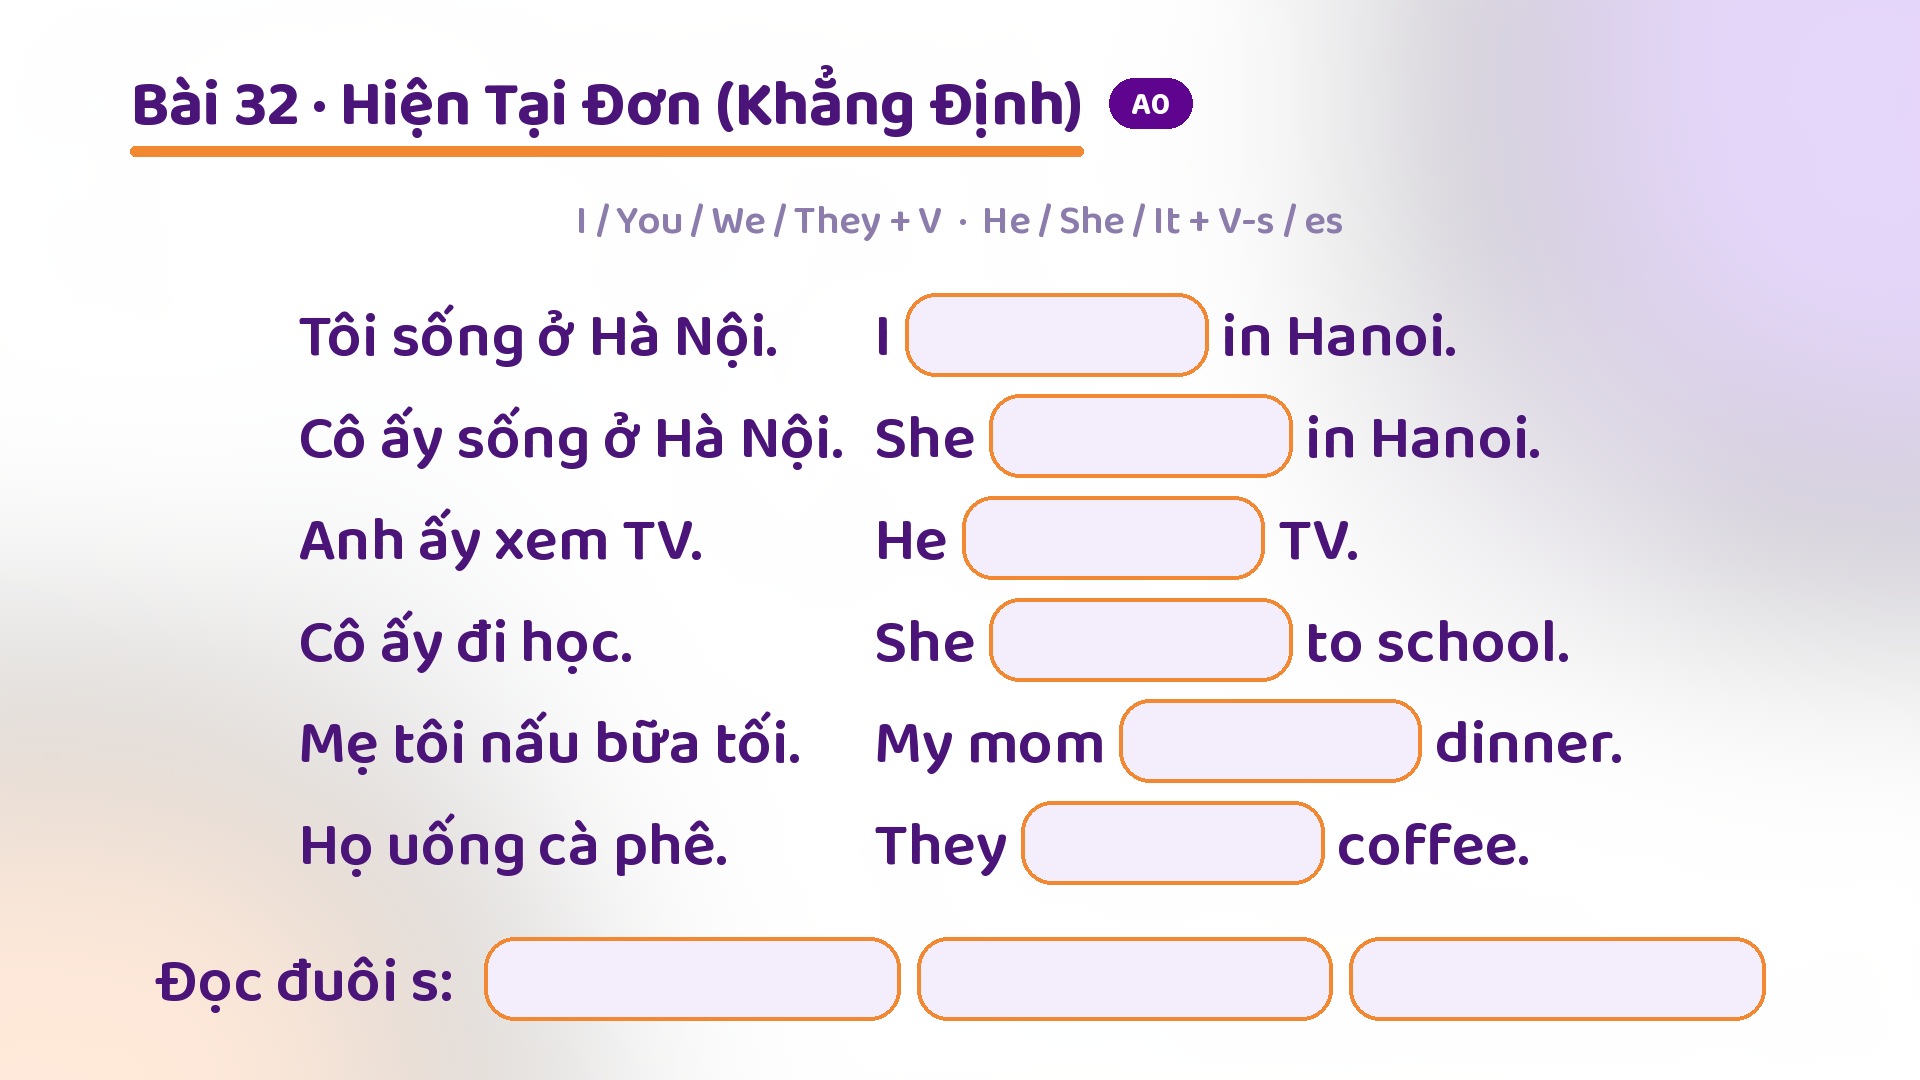 Bài 32 · Hiện Tại Đơn (Khẳng Định) A0
I / You / We / They + V · He / She / It + V-s / es
Tôi sống ở Hà Nội. I in Hanoi.
Cô ấy sống ở Hà Nội. She in Hanoi.
Anh ấy xem TV. He TV.
Cô ấy đi học. She to school.
Mẹ tôi nấu bữa tối. My mom dinner.
Họ uống cà phê. They coffee.
Đọc đuôi s: